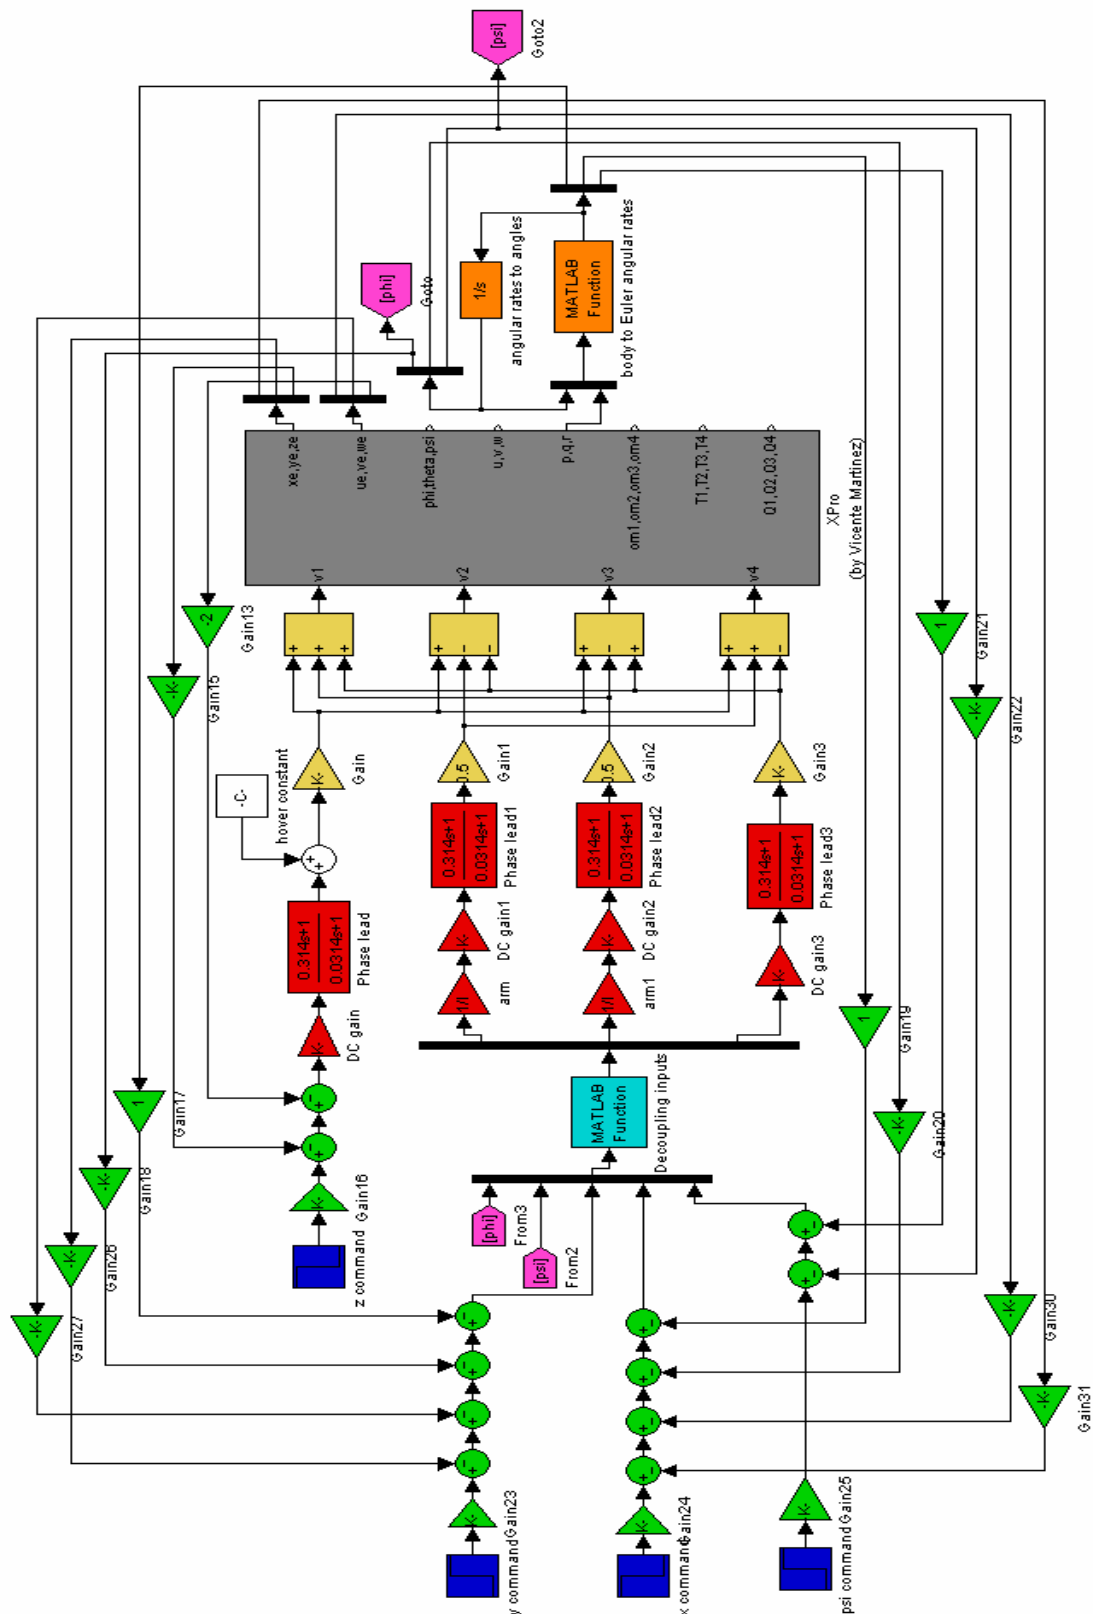 -K-
Gain27
-K-
Gain26
-K-
Gain18
1
Gain17
-K-
Gain15
-2
Gain13
-C-
hover constant
z command
K-
Gain16
+-
+-
K-
DC gain
0.314s+1
0.0314s+1
Phase lead
++
K-
Gain
+
+
+
v1
xe,ye,ze
ue,ve,we
[phi]
Goto
[psi]
Goto2
1/s
angular rates to angles
MATLAB
Function
body to Euler angular rates
y command
K-
Gain23
+-
+-
+-
+-
[phi]
From3
[psi]
From2
MATLAB
Function
Decoupling inputs
1/l
arm
K-
DC gain1
0.314s+1
0.0314s+1
Phase lead1
0.5
Gain1
+
-
-
v2
phi,theta,psi
u,v,w
1/l
arm1
K-
DC gain2
0.314s+1
0.0314s+1
Phase lead2
0.5
Gain2
+
-
+
v3
p,q,r
om1,om2,om3,om4
x command
K-
Gain24
+-
+-
+-
+-
K-
DC gain3
0.314s+1
0.0314s+1
Phase lead3
K-
Gain3
+
+
-
v4
T1,T2,T3,T4
Q1,Q2,Q3,Q4
XPro
(by Vicente Martinez)
psi command
K-
Gain25
+-
+-
1
Gain19
-K-
Gain20
1
Gain21
-K-
Gain22
-K-
Gain30
-K-
Gain31